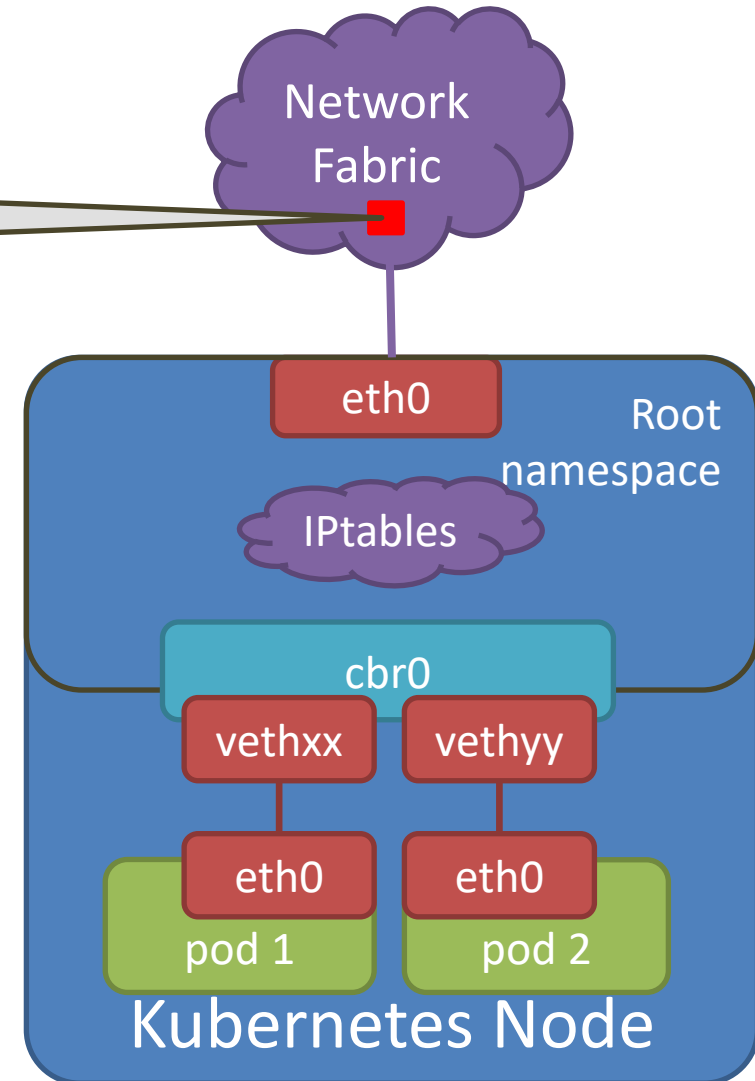 Network
Fabric
eth0
Root
namespace
IPtables
cbr0
vethxx
vethyy
eth0
eth0
pod 1
pod 2
Kubernetes Node